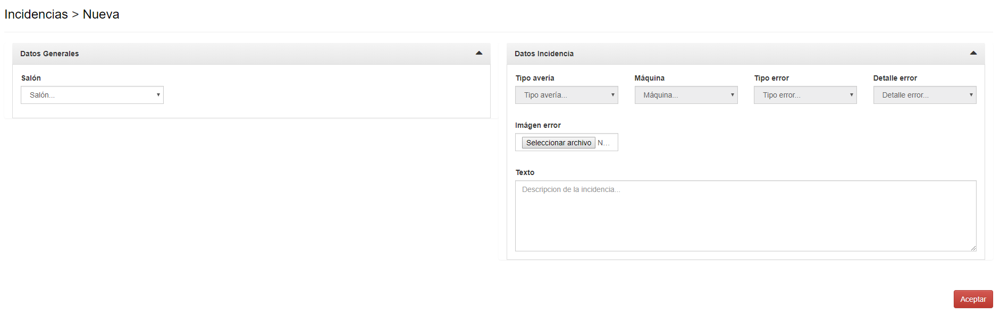 Incidencias > Nueva
Datos Generales
Salón
Salón...
Datos Incidencia
Tipo avería Máquina Tipo error Detalle error
Tipo avería... Máquina... Tipo error... Detalle error...
Imágen error
Seleccionar archivo N...
Texto
Descripcion de la incidencia...
Aceptar